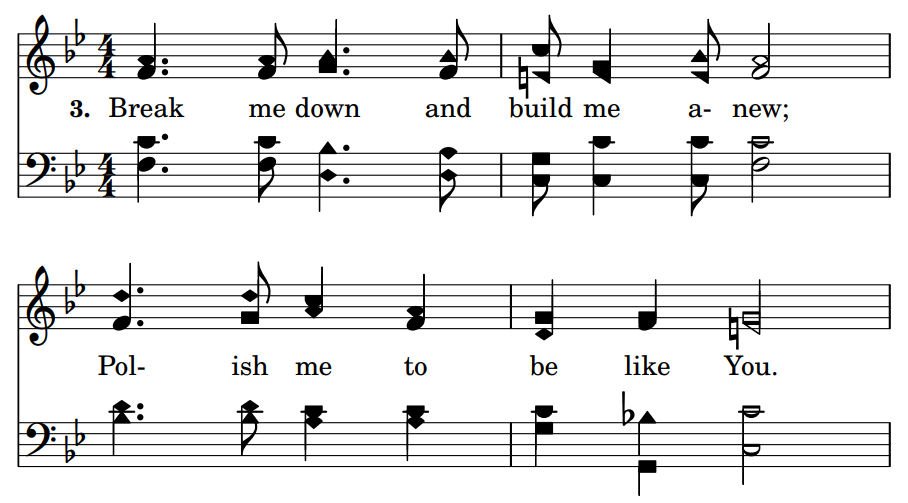 3. Break me down and build me a- new;
Pol- ish me to be like You.